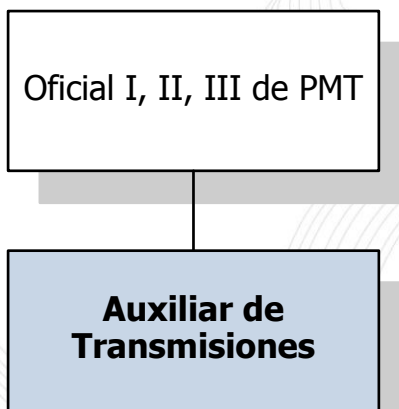 Oficial I, II, III de PMT
Auxiliar de
Transmisiones